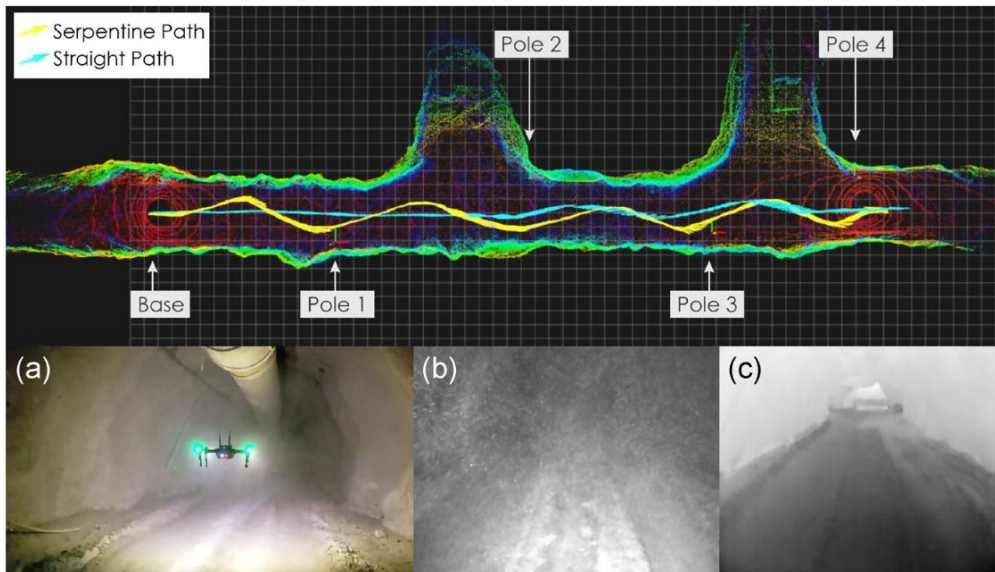 Serpentine Path
Straight Path
Pole 2
Pole 4
Base
Pole 1
Pole 3
(a)
(b)
(c)